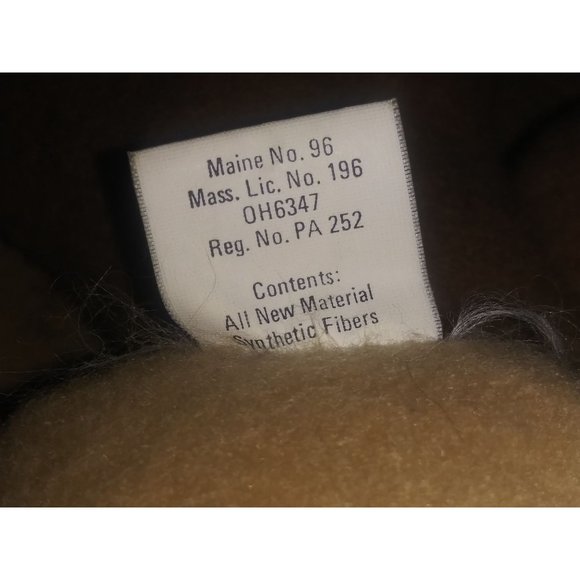 Maine No. 96
Mass. Lic. No. 196
OH6347
Reg. No. PA 252
Contents:
All New Material
Synthetic Fibers